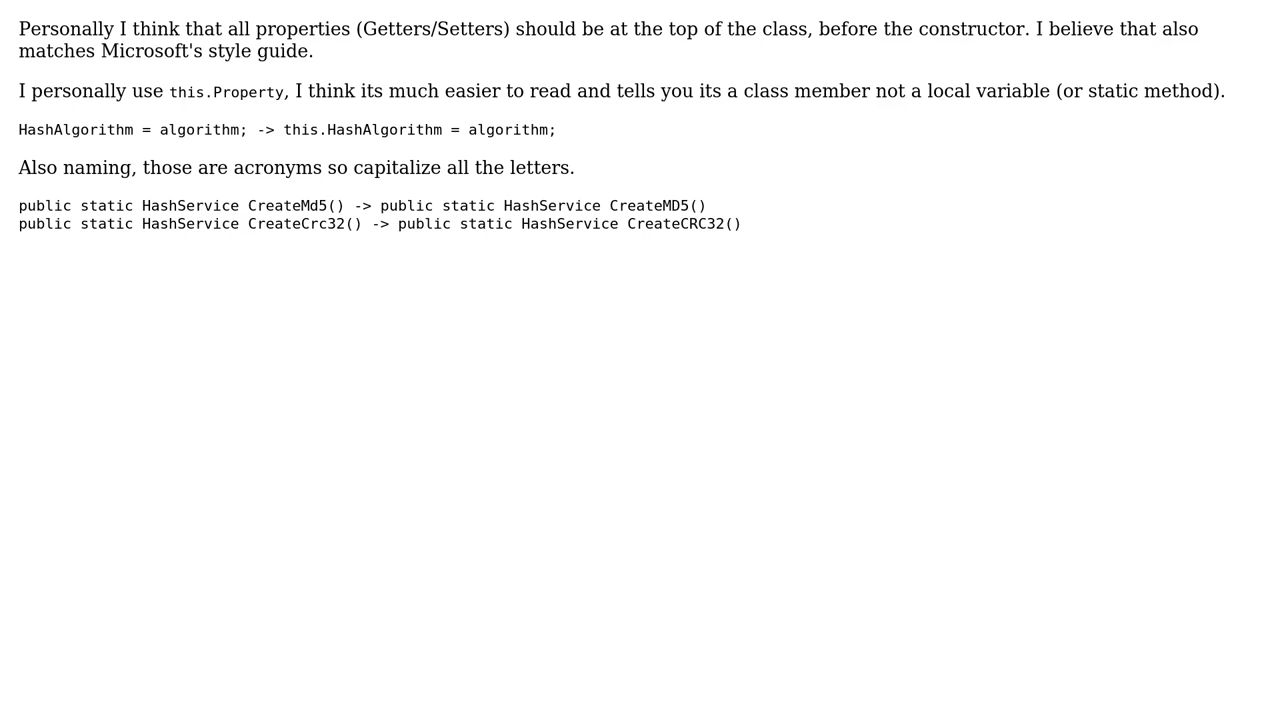 Personally I think that all properties (Getters/Setters) should be at the top of the class, before the constructor. I believe that also
matches Microsoft's style guide.
I personally use this.Property, I think its much easier to read and tells you its a class member not a local variable (or static method).
HashAlgorithm = algorithm; -> this.HashAlgorithm = algorithm;
Also naming, those are acronyms so capitalize all the letters.
public static HashService CreateMd5() -> public static HashService CreateMD5()
public static HashService CreateCrc32() -> public static HashService CreateCRC32()